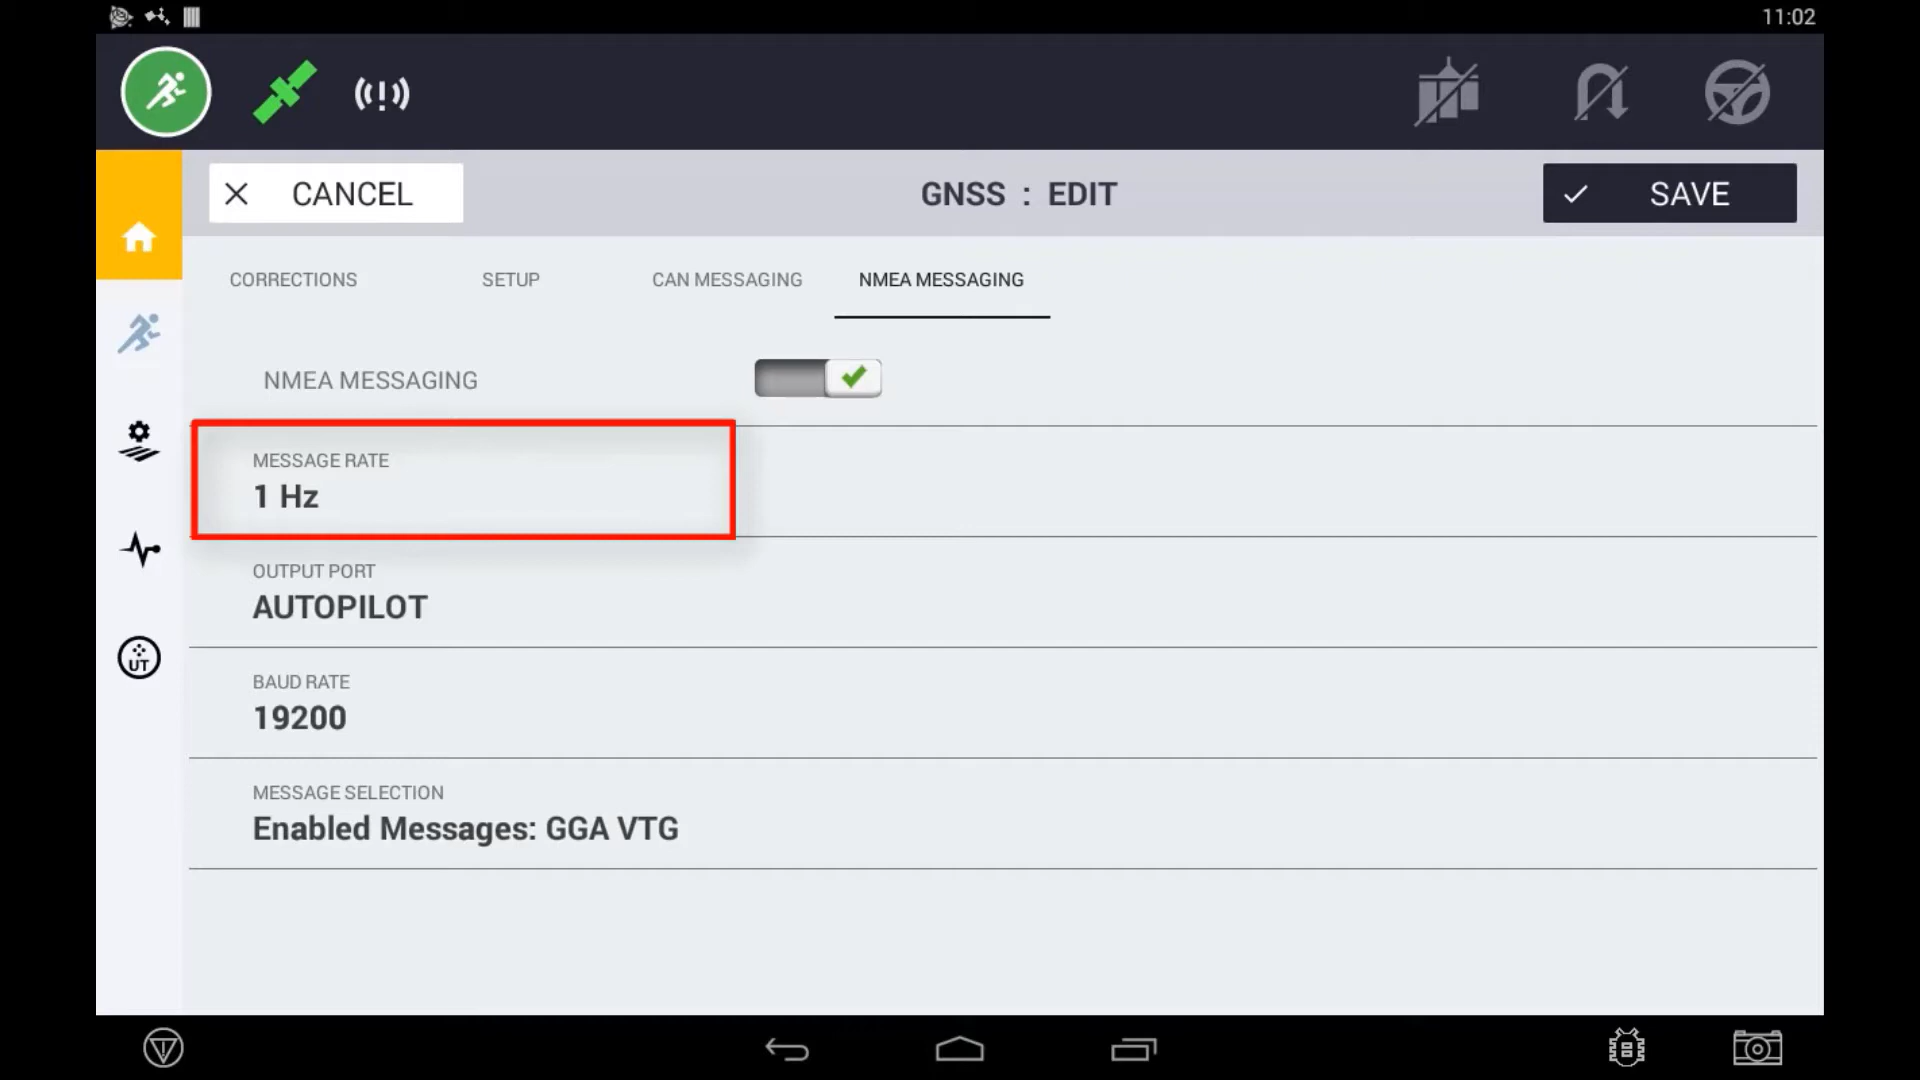 11:02
CANCEL
GNSS : EDIT
SAVE
CORRECTIONS
SETUP
CAN MESSAGING
NMEA MESSAGING
NMEA MESSAGING
MESSAGE RATE
1 Hz
OUTPUT PORT
AUTOPILOT
UT
BAUD RATE
19200
MESSAGE SELECTION
Enabled Messages: GGA VTG